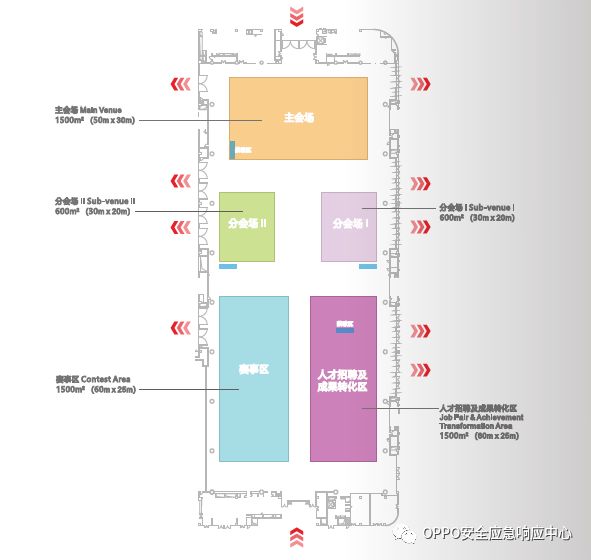 主会场
主会场 Main Venue
1500m² (50m x 30m)
分会场 II Sub-venue II
600m² (30m x 20m)
分会场 II
分会场 I
分会场 I Sub-venue I
600m² (30m x 20m)
赛事区
赛事区 Contest Area
1500m² (60m x 25m)
人才招聘及
成果转化区
人才招聘及成果转化区
Job Fair & Achievement
Transformation Area
1500m² (60m x 25m)
OPPO安全应急响应中心